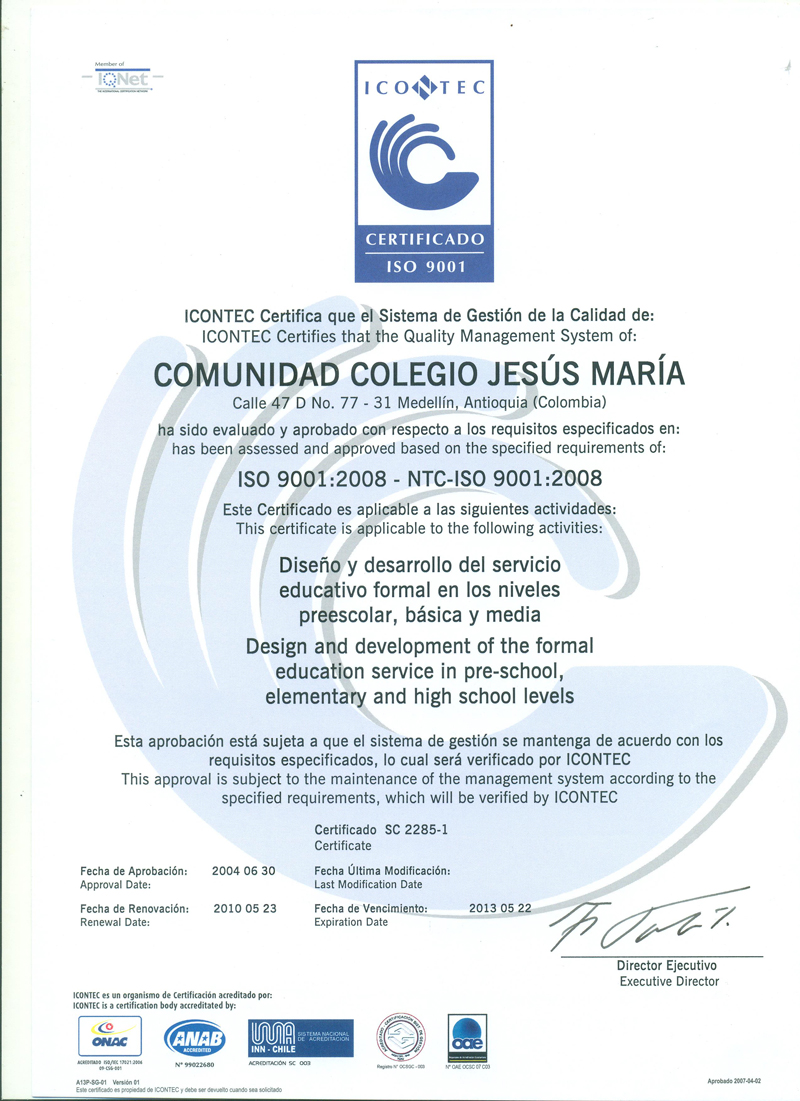 Member of
IQNet
THE INTERNATIONAL CERTIFICATION NETWORK
ICONTEC
CERTIFICADO
ISO 9001
ICONTEC Certifica que el Sistema de Gestión de la Calidad de:
ICONTEC Certifies that the Quality Management System of:
COMUNIDAD COLEGIO JESÚS MARÍA
Calle 47 D No. 77 - 31 Medellín, Antioquia (Colombia)
ha sido evaluado y aprobado con respecto a los requisitos especificados en:
has been assessed and approved based on the specified requirements of:
ISO 9001:2008 - NTC-ISO 9001:2008
Este Certificado es aplicable a las siguientes actividades:
This certificate is applicable to the following activities:
Diseño y desarrollo del servicio
educativo formal en los niveles
preescolar, básica y media
Design and development of the formal
education service in pre-school,
elementary and high school levels
Esta aprobación está sujeta a que el sistema de gestión se mantenga de acuerdo con los
requisitos especificados, lo cual será verificado por ICONTEC
This approval is subject to the maintenance of the management system according to the
specified requirements, which will be verified by ICONTEC
Certificado SC 2285-1
Certificate
Fecha de Aprobación: 2004 06 30 Fecha Última Modificación:
Approval Date: Last Modification Date
Fecha de Renovación: 2010 05 23 Fecha de Vencimiento: 2013 05 22
Renewal Date: Expiration Date
Director Ejecutivo
Executive Director
ICONTEC es un organismo de Certificación acreditado por:
ICONTEC is a certification body accredited by:
ONAC
ACREDITADO ISO/IEC 17021:2006
09-CSG-001
ANAB
ACCREDITED
N° 99022680
INN - CHILE
SISTEMA NACIONAL
DE ACREDITACION
ACREDITACIÓN SC 003
Registro N° OCSGC -003
oae
N° OAE OCSC 07 C03
A13P-SG-01 Versión 01
Este certificado es propiedad de ICONTEC y debe ser devuelto cuando sea solicitado
Aprobado 2007-04-02